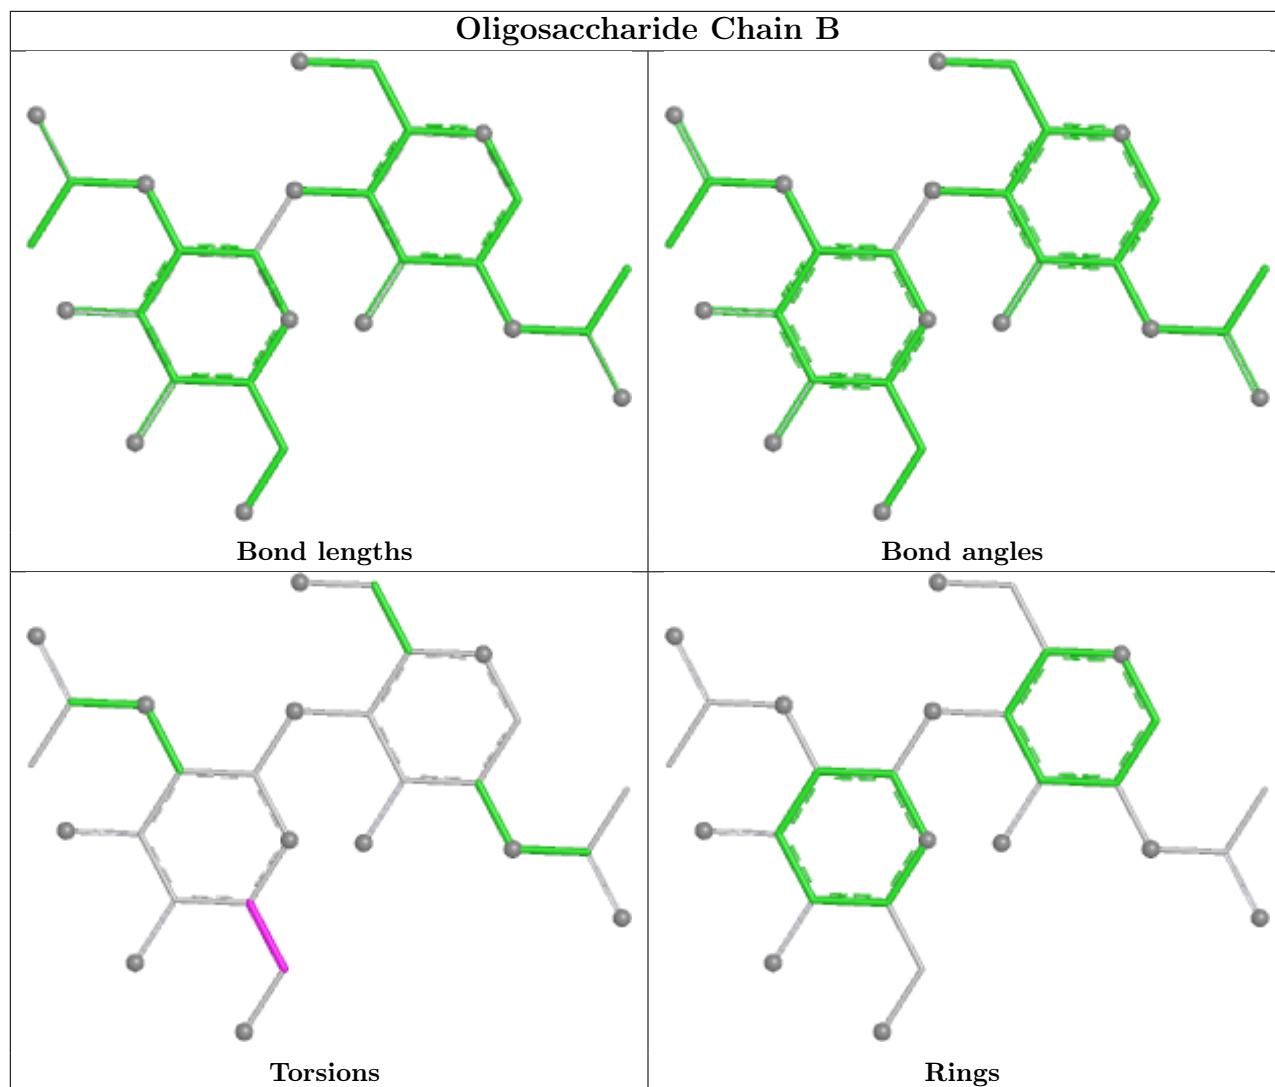 Oligosaccharide Chain B
Bond lengths
Bond angles
Torsions
Rings